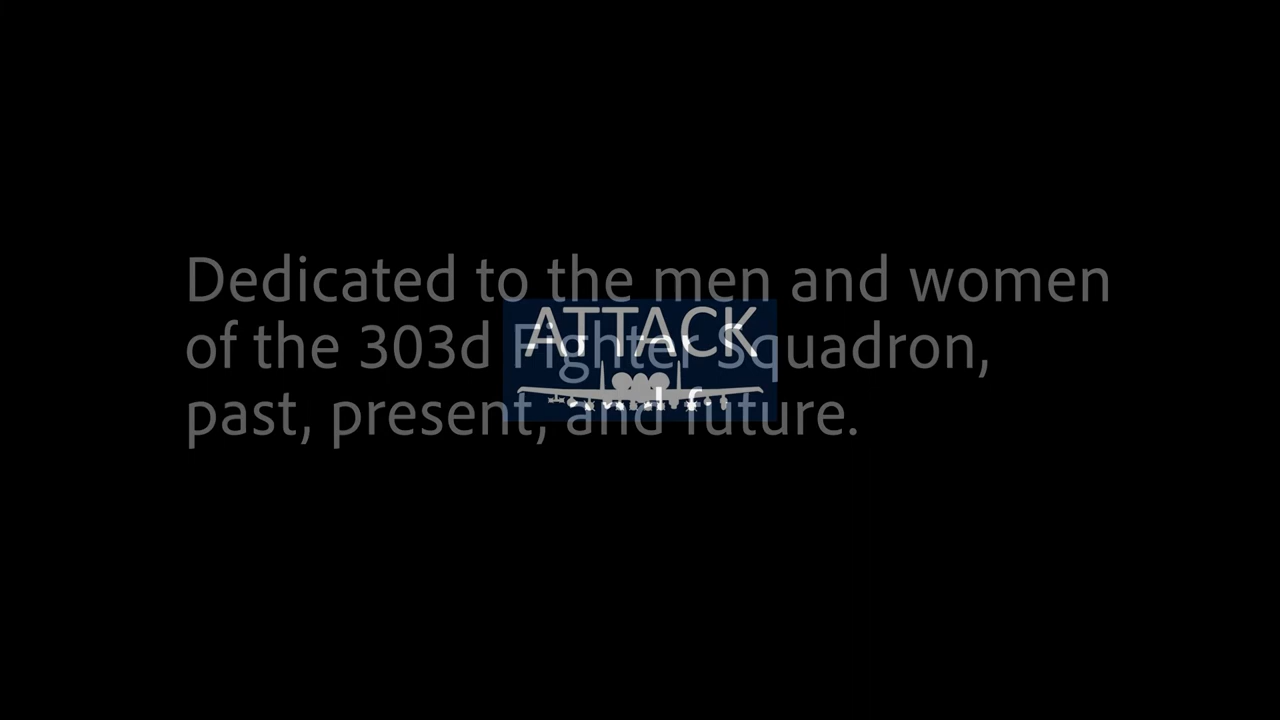 Dedicated to the men and women
of the 303d Fighter Squadron,
past, present, and future.
ATTACK